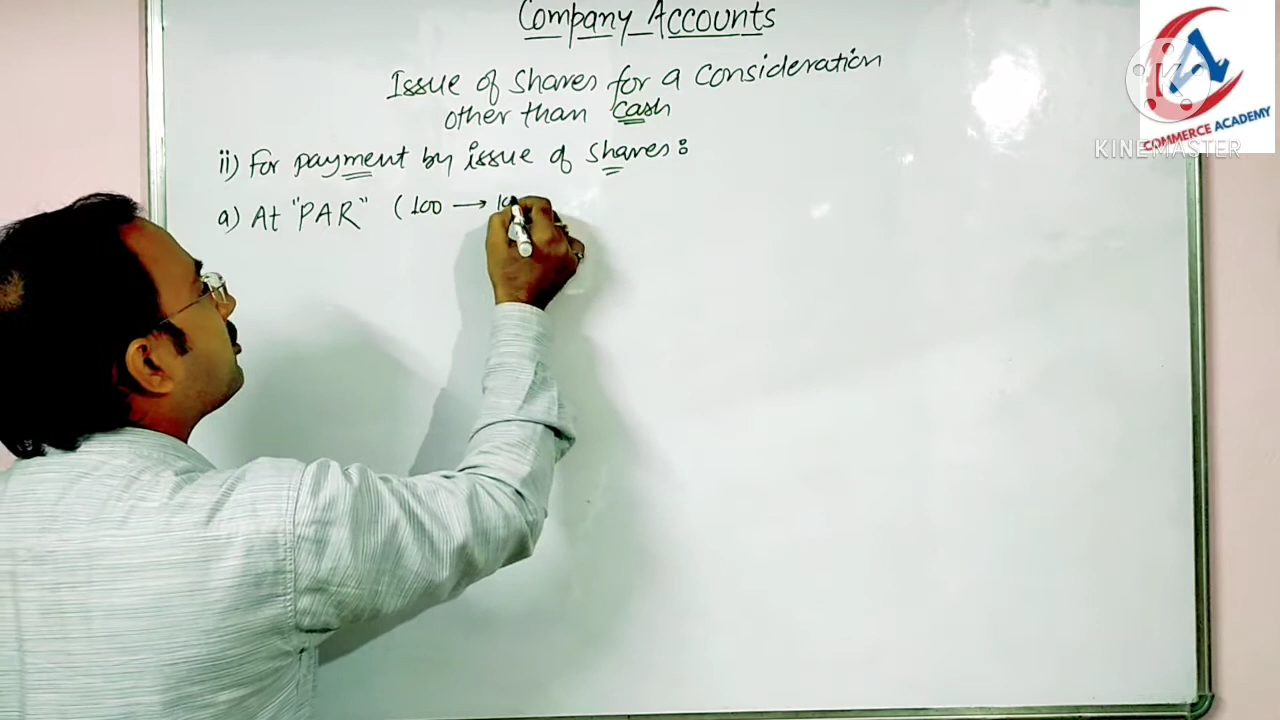 Company Accounts
Issue of Shares for a Consideration
other than cash
ii) For payment by issue of shares:
a) At "PAR" (100 →
COMMERCE ACADEMY
KINEMASTER